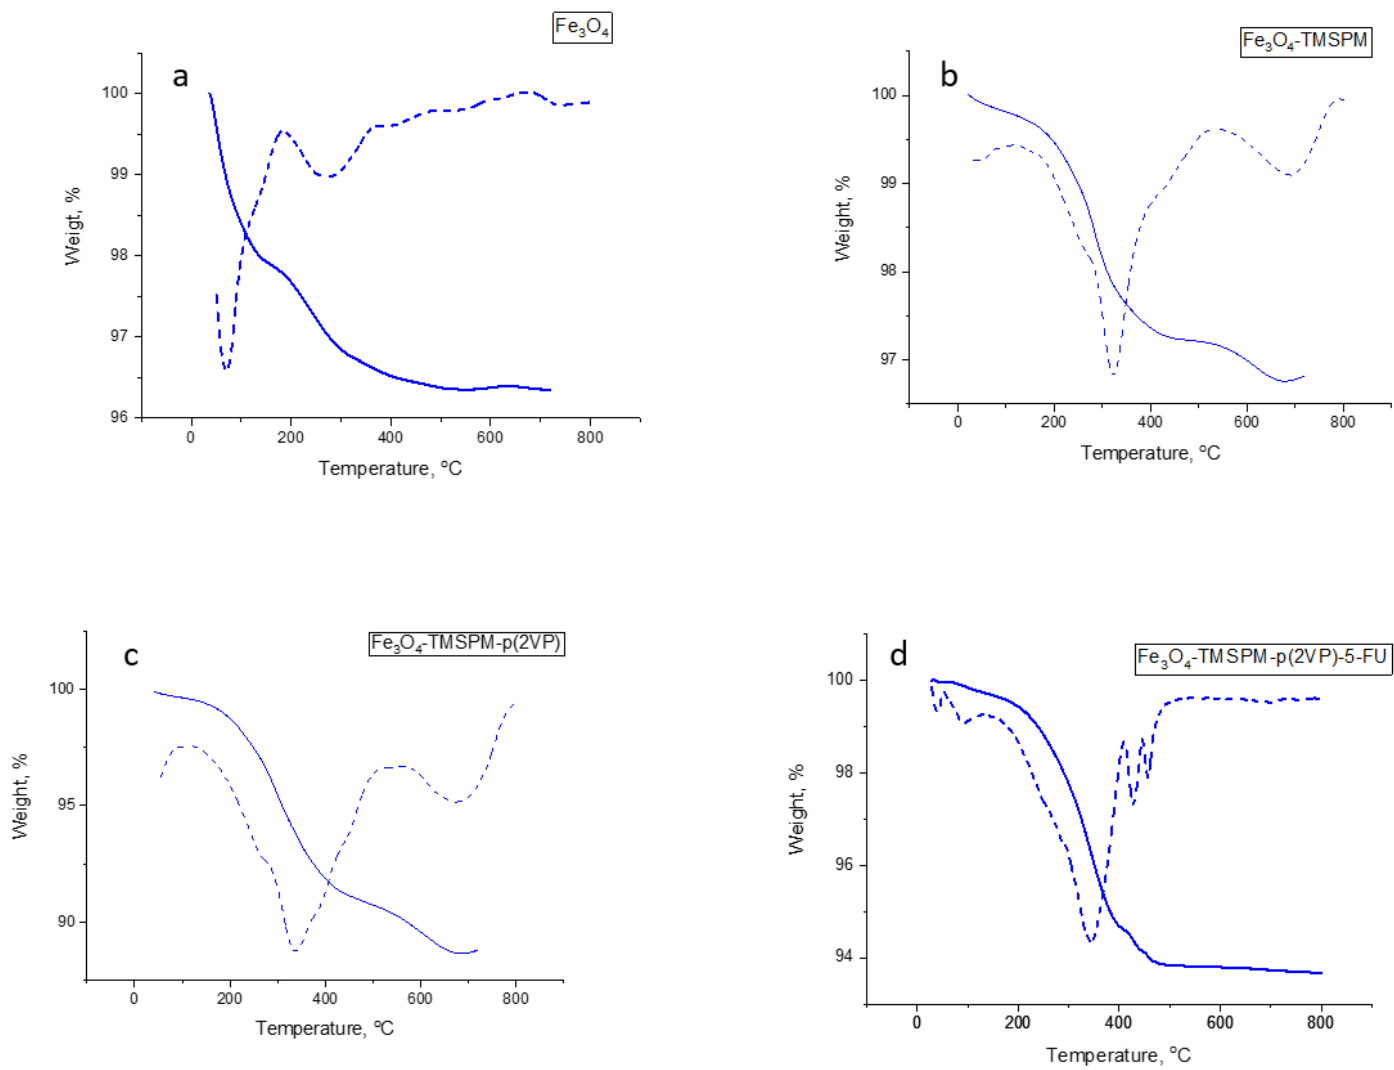 Fe₃O₄
a
100
99
98
97
96
Weigt, %
0 200 400 600 800
Temperature, °C
Fe₃O₄-TMSPM
b
100
99
98
97
Weight, %
0 200 400 600 800
Temperature, °C
Fe₃O₄-TMSPM-p(2VP)
c
100
95
90
Weight, %
0 200 400 600 800
Temperature, °C
Fe₃O₄-TMSPM-p(2VP)-5-FU
d
100
98
96
94
Weight, %
0 200 400 600 800
Temperature, °C